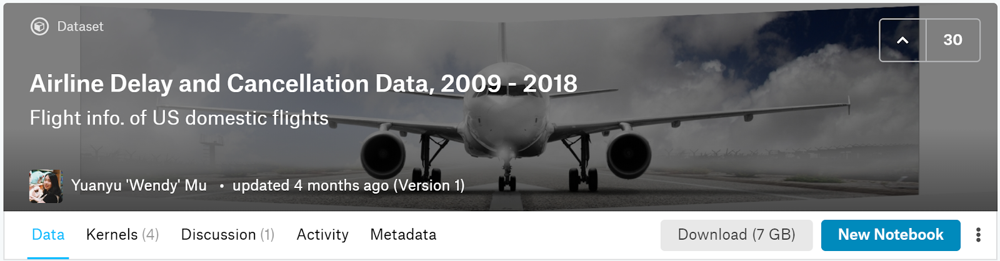 Dataset
30
Airline Delay and Cancellation Data, 2009 - 2018
Flight info. of US domestic flights
Yuanyu 'Wendy' Mu • updated 4 months ago (Version 1)
Data Kernels (4) Discussion (1) Activity Metadata Download (7 GB) New Notebook